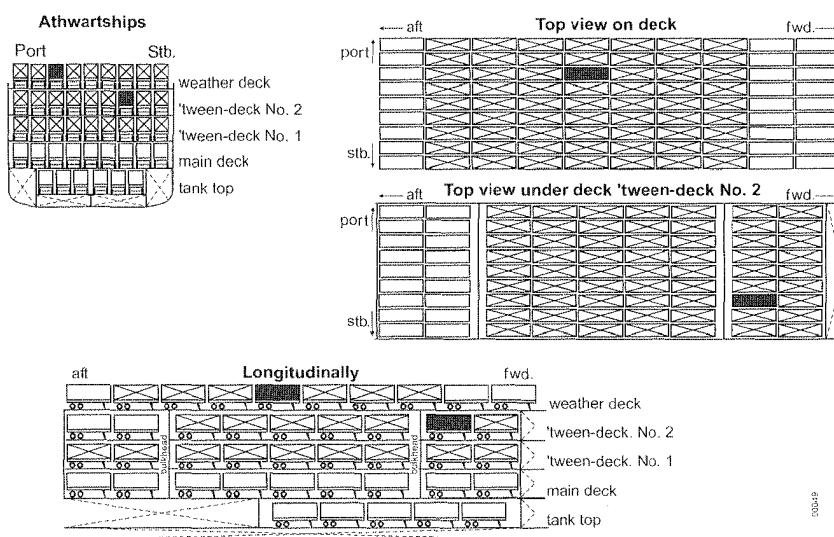 Athwartships
Port Stb.
weather deck
'tween-deck No. 2
'tween-deck No. 1
main deck
tank top
Top view on deck
aft fwd.
port
stb.
Top view under deck 'tween-deck No. 2
aft fwd.
port
stb.
Longitudinally
aft fwd.
weather deck
'tween-deck. No. 2
'tween-deck. No. 1
main deck
tank top
bulkhead
bulkhead